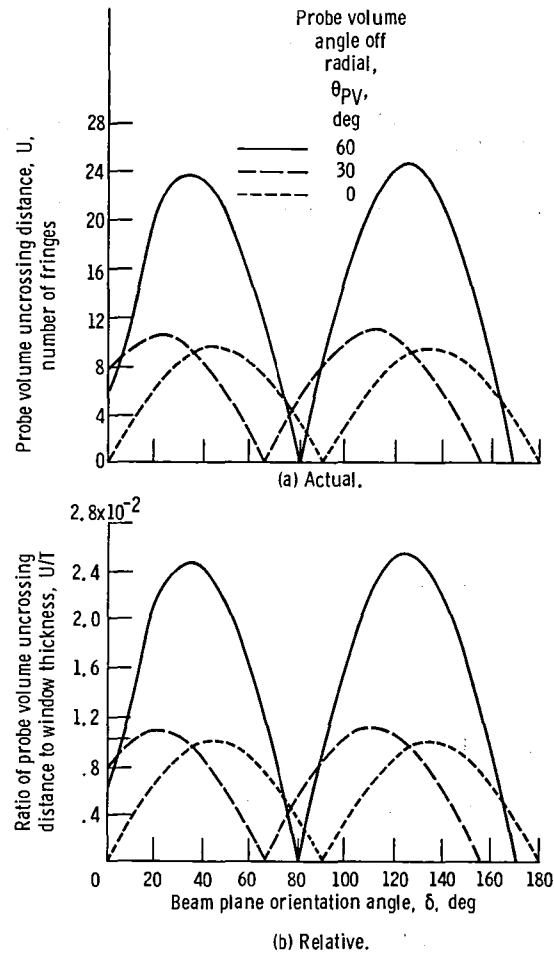 Probe volume
angle off
radial,
θPV,
deg
60
30
0
Probe volume uncrossing distance, U,
number of fringes
28
24
20
16
12
8
4
0
(a) Actual.
Ratio of probe volume uncrossing
distance to window thickness, U/T
2.8x10-2
2.4
2.0
1.6
1.2
.8
.4
0 20 40 60 80 100 120 140 160 180
Beam plane orientation angle, δ, deg
(b) Relative.